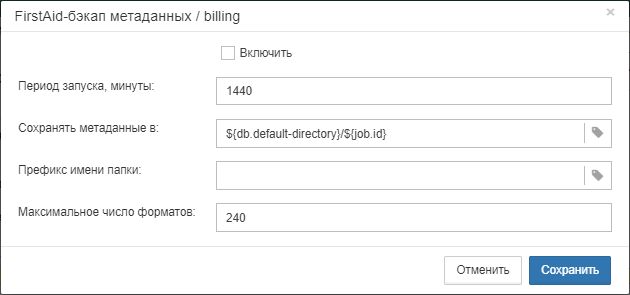 FirstAid-бэкап метаданных / billing
Включить
Период запуска, минуты: 1440
Сохранять метаданные в: ${db.default-directory}/${job.id}
Префикс имени папки:
Максимальное число форматов: 240
Отменить Сохранить